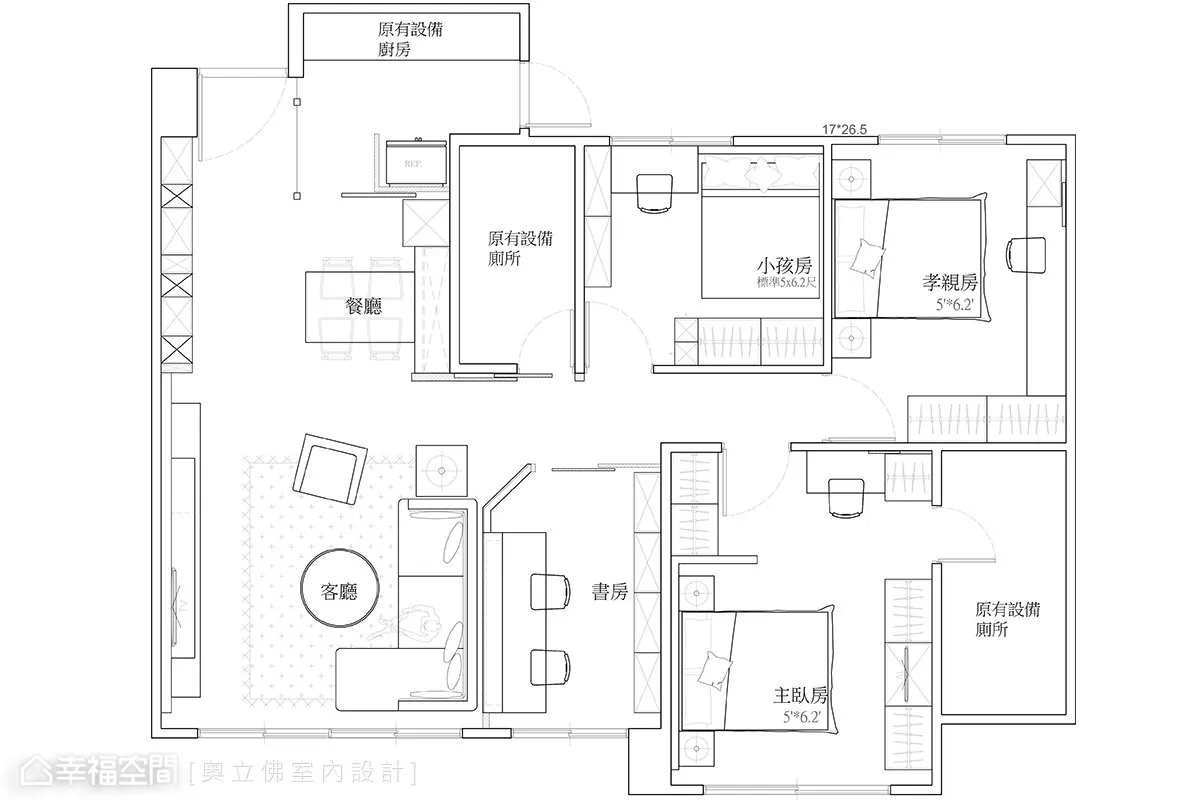 原有設備
廚房
17*26.5
REF.
原有設備
廁所
小孩房
標準5x6.2尺
孝親房
5'*6.2'
餐廳
客廳
書房
原有設備
廁所
主臥房
5'*6.2'
幸福空間 [奧立佛室內設計]